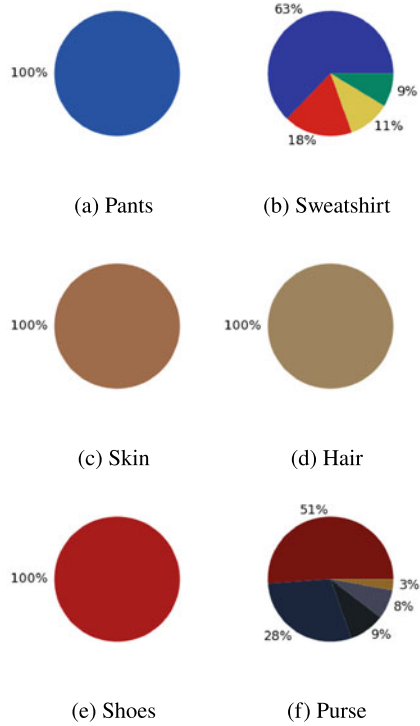 63%
100%
9%
11%
18%
(a) Pants
(b) Sweatshirt
100%
100%
(c) Skin
(d) Hair
51%
100%
3%
8%
9%
28%
(e) Shoes
(f) Purse